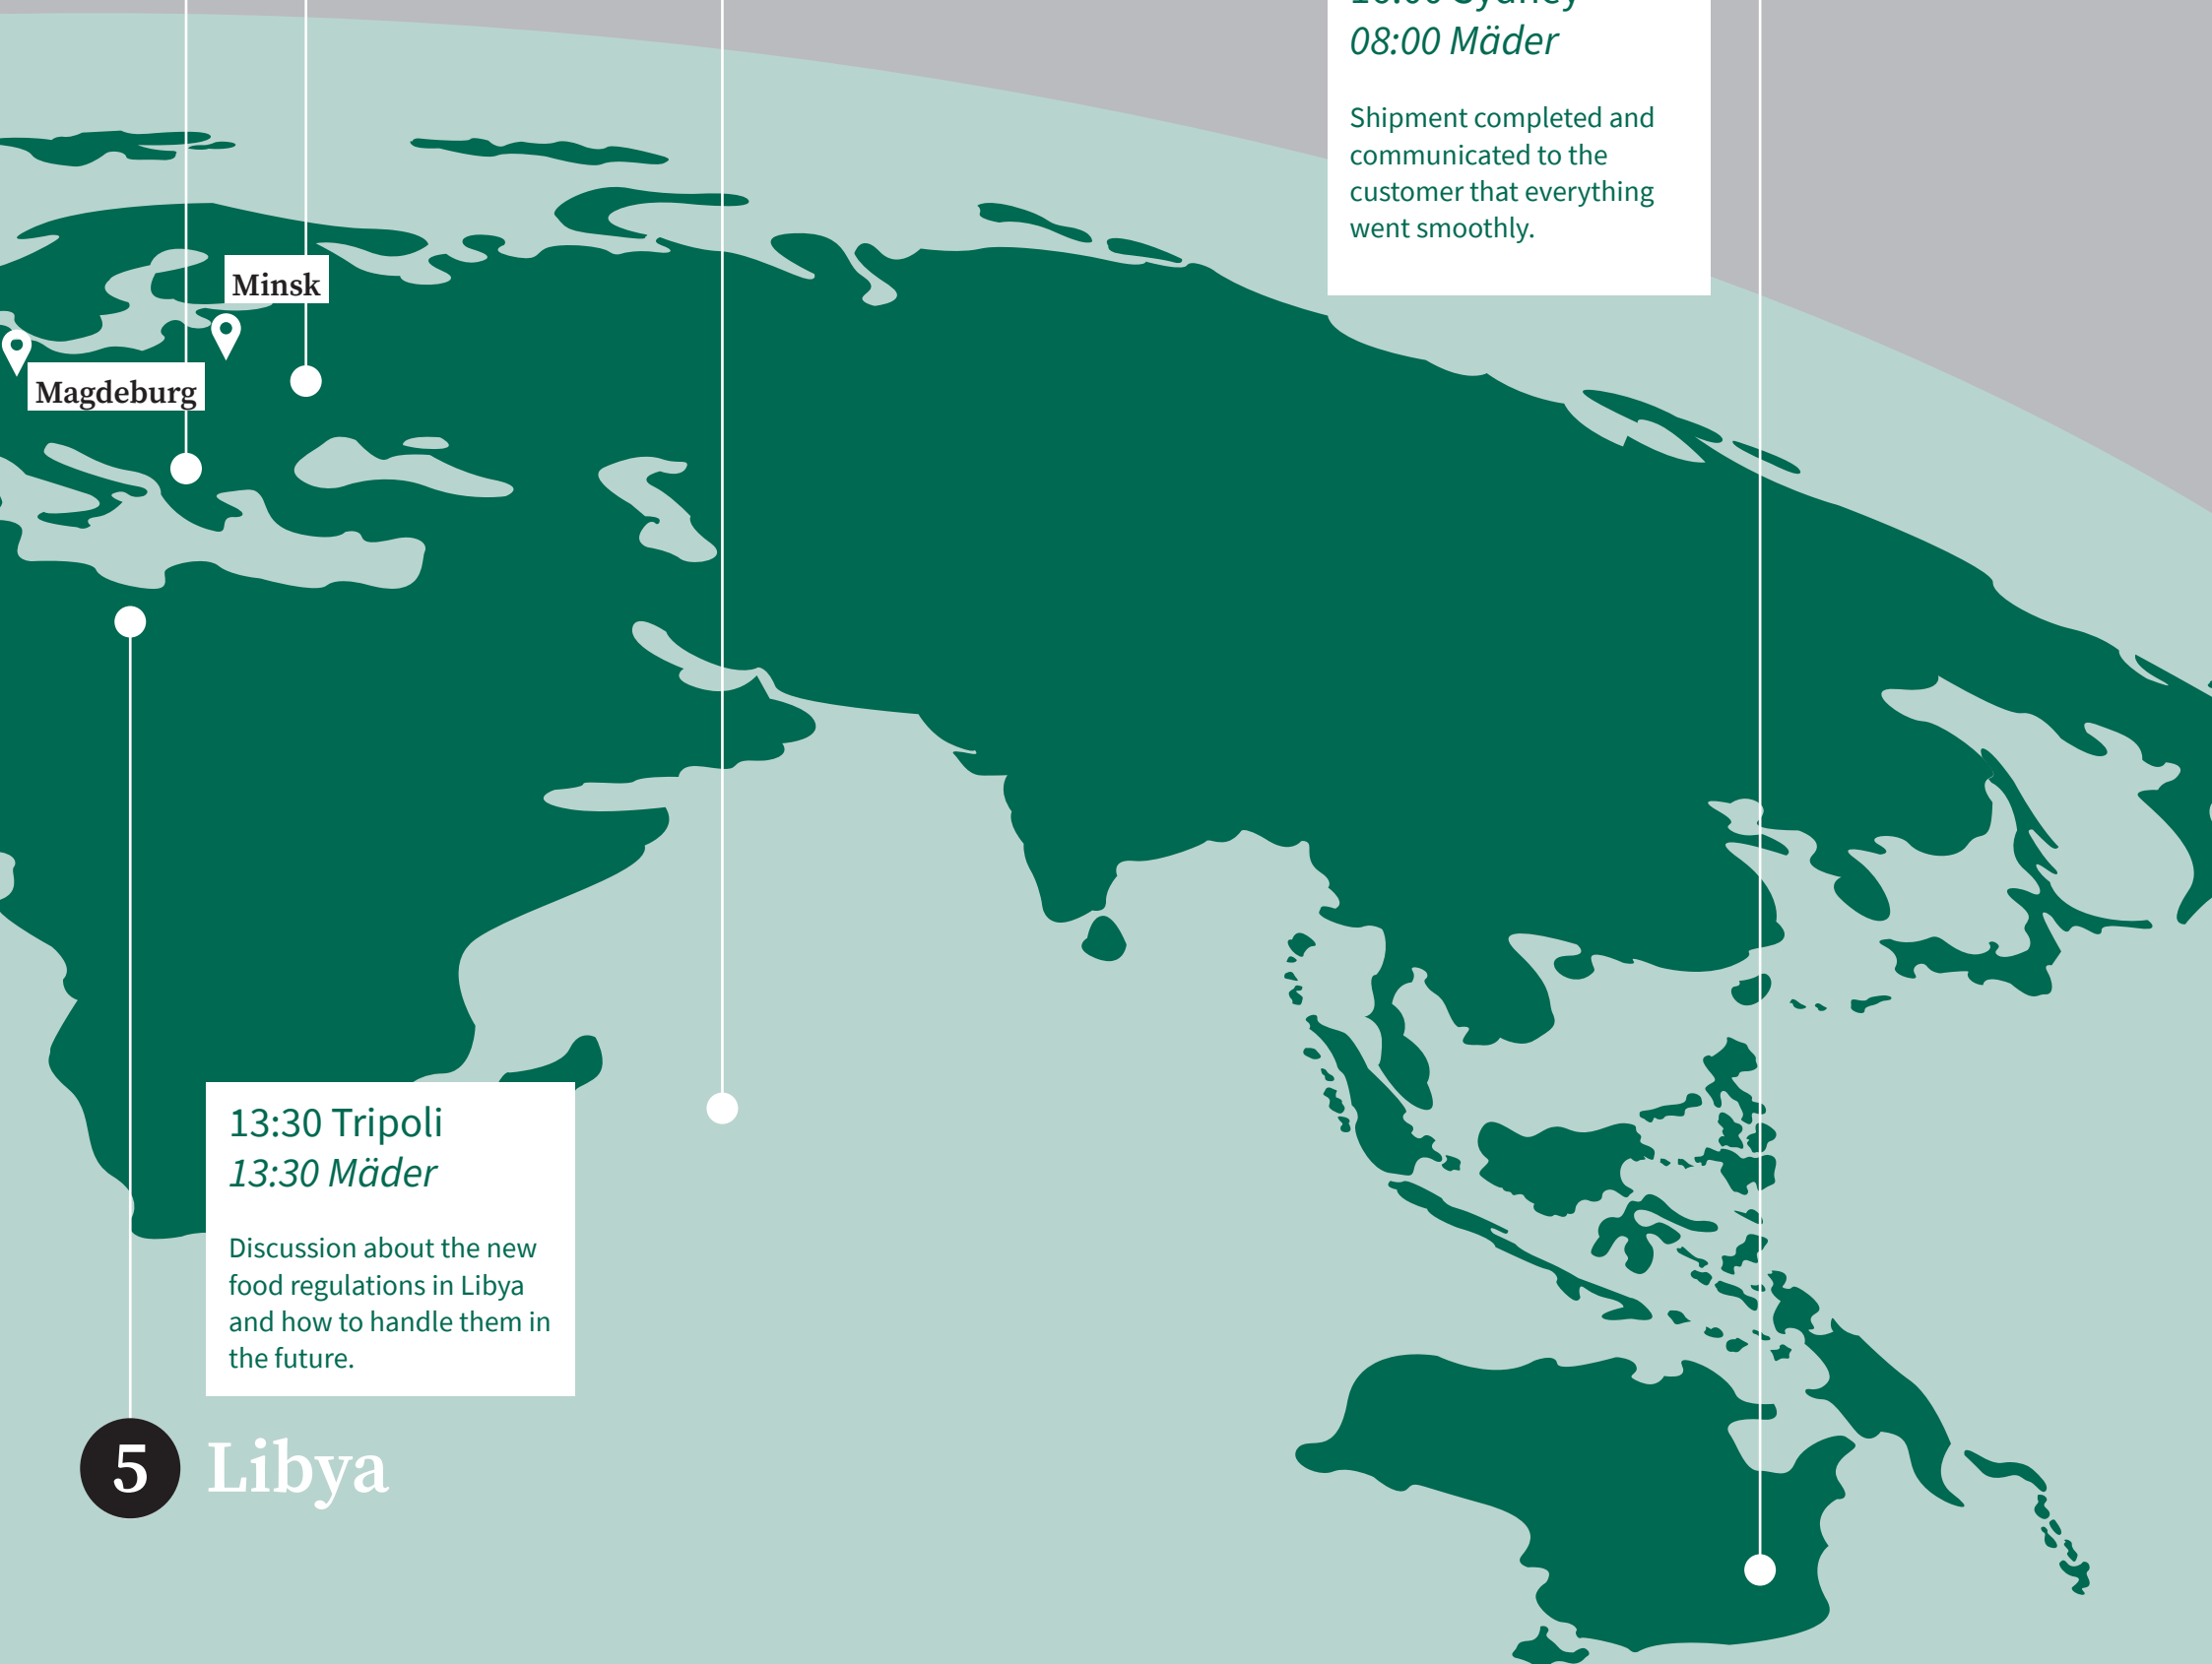 Sydney
08:00 Mäder
Shipment completed and
communicated to the
customer that everything
went smoothly.
Minsk
Magdeburg
13:30 Tripoli
13:30 Mäder
Discussion about the new
food regulations in Libya
and how to handle them in
the future.
5 Libya